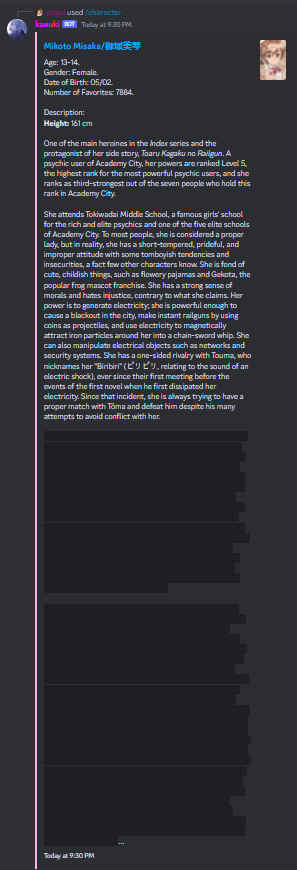 used /character
kasuki BOT Today at 9:30 PM
Mikoto Misaka/御坂美琴
Age: 13-14.
Gender: Female.
Date of Birth: 05/02.
Number of Favorites: 7884.
Description:
Height: 161 cm
One of the main heroines in the Index series and the
protagonist of her side story, Toaru Kagaku no Railgun. A
psychic user of Academy City, her powers are ranked Level 5,
the highest rank for the most powerful psychic users, and she
ranks as third-strongest out of the seven people who hold this
rank in Academy City.
She attends Tokiwadai Middle School, a famous girls' school
for the rich and elite psychics and one of the five elite schools
of Academy City. To most people, she is considered a proper
lady, but in reality, she has a short-tempered, prideful, and
improper attitude with some tomboyish tendencies and
insecurities, a fact few other characters know. She is fond of
cute, childish things, such as flowery pajamas and Gekota, the
popular frog mascot franchise. She has a strong sense of
morals and hates injustice, contrary to what she claims. Her
power is to generate electricity; she is powerful enough to
cause a blackout in the city, make instant railguns by using
coins as projectiles, and use electricity to magnetically
attract iron particles around her into a chain-sword whip. She
can also manipulate electrical objects such as networks and
security systems. She has a one-sided rivalry with Touma, who
nicknames her "Biribiri" (ビリビリ, relating to the sound of an
electric shock), ever since their first meeting before the
events of the first novel when he first dissipated her
electricity. Since that incident, she is always trying to have a
proper match with Tōma and defeat him despite his many
attempts to avoid conflict with her.
...
Today at 9:30 PM